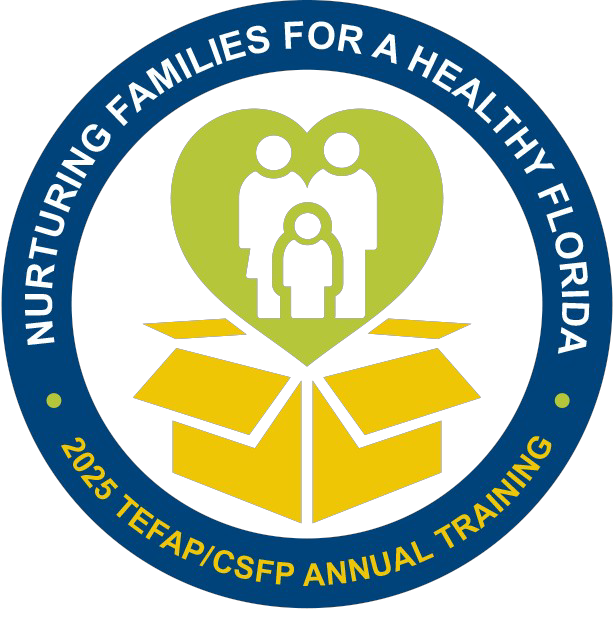 NURTURING FAMILIES FOR A HEALTHY FLORIDA
2025 TEFAP/CSFP ANNUAL TRAINING